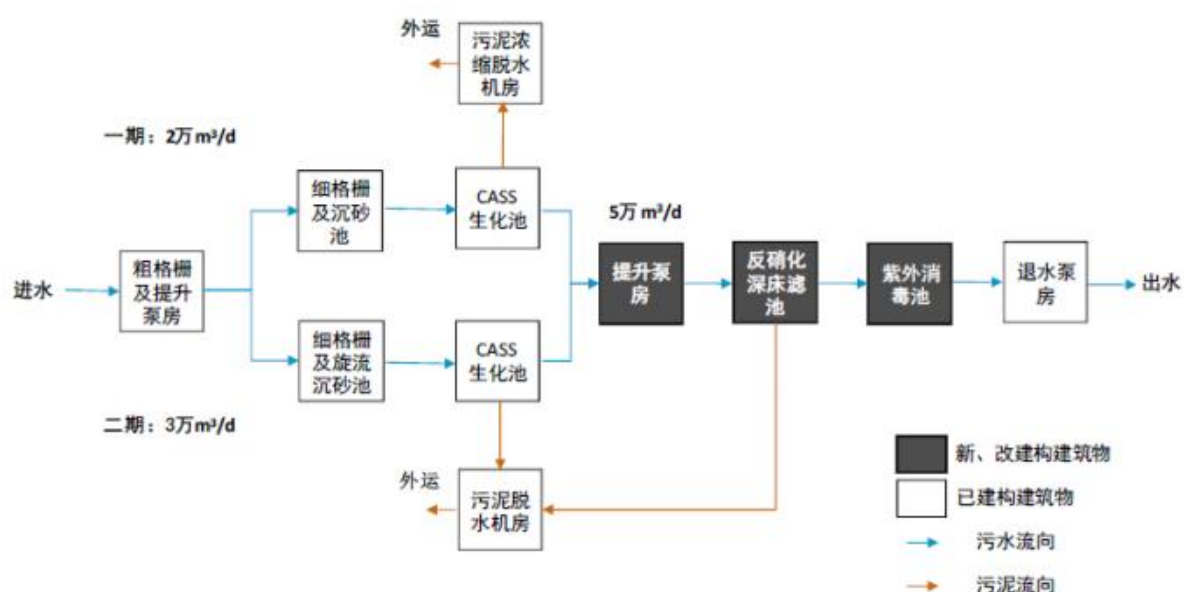 外运
污泥浓
缩脱水
机房
一期：2万m³/d
细格栅
及沉砂
池
CASS
生化池
5万m³/d
进水
粗格栅
及提升
泵房
提升泵
房
反硝化
深床滤
池
紫外消
毒池
退水泵
房
出水
细格栅
及旋流
沉砂池
CASS
生化池
二期：3万m³/d
外运
污泥脱
水机房
新、改建构建筑物
已建构建筑物
污水流向
污泥流向